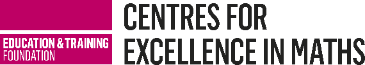 EDUCATION & TRAINING
FOUNDATION
CENTRES FOR
EXCELLENCE IN MATHS